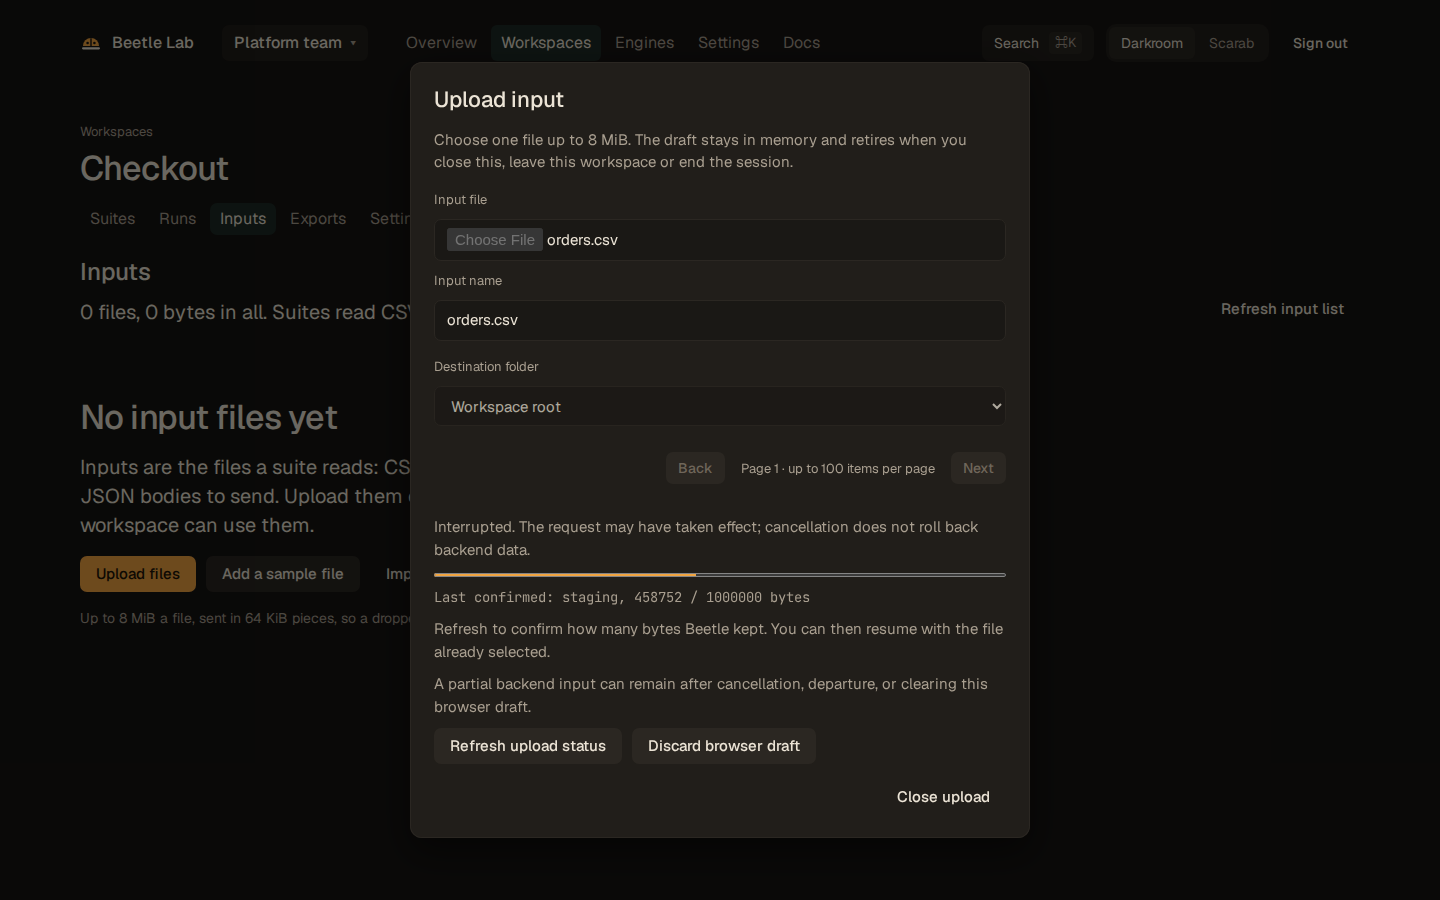 Beetle Lab
Platform team
Overview
Workspaces
Engines
Settings
Docs
Search ⌘K
Darkroom
Scarab
Sign out
Workspaces
Checkout
Suites
Runs
Inputs
Exports
Inputs
0 files, 0 bytes in all. Suites read
Refresh input list
No input files yet
Inputs are the files a suite reads:
JSON bodies to send. Upload them
workspace can use them.
Upload files
Add a sample file
Up to 8 MiB a file, sent in 64 KiB pieces, so a
Upload input
Choose one file up to 8 MiB. The draft stays in memory and retires when you
close this, leave this workspace or end the session.
Input file
Choose File orders.csv
Input name
orders.csv
Destination folder
Workspace root
Back
Page 1 · up to 100 items per page
Next
Interrupted. The request may have taken effect; cancellation does not roll back
backend data.
Last confirmed: staging, 458752 / 1000000 bytes
Refresh to confirm how many bytes Beetle kept. You can then resume with the file
already selected.
A partial backend input can remain after cancellation, departure, or clearing this
browser draft.
Refresh upload status
Discard browser draft
Close upload